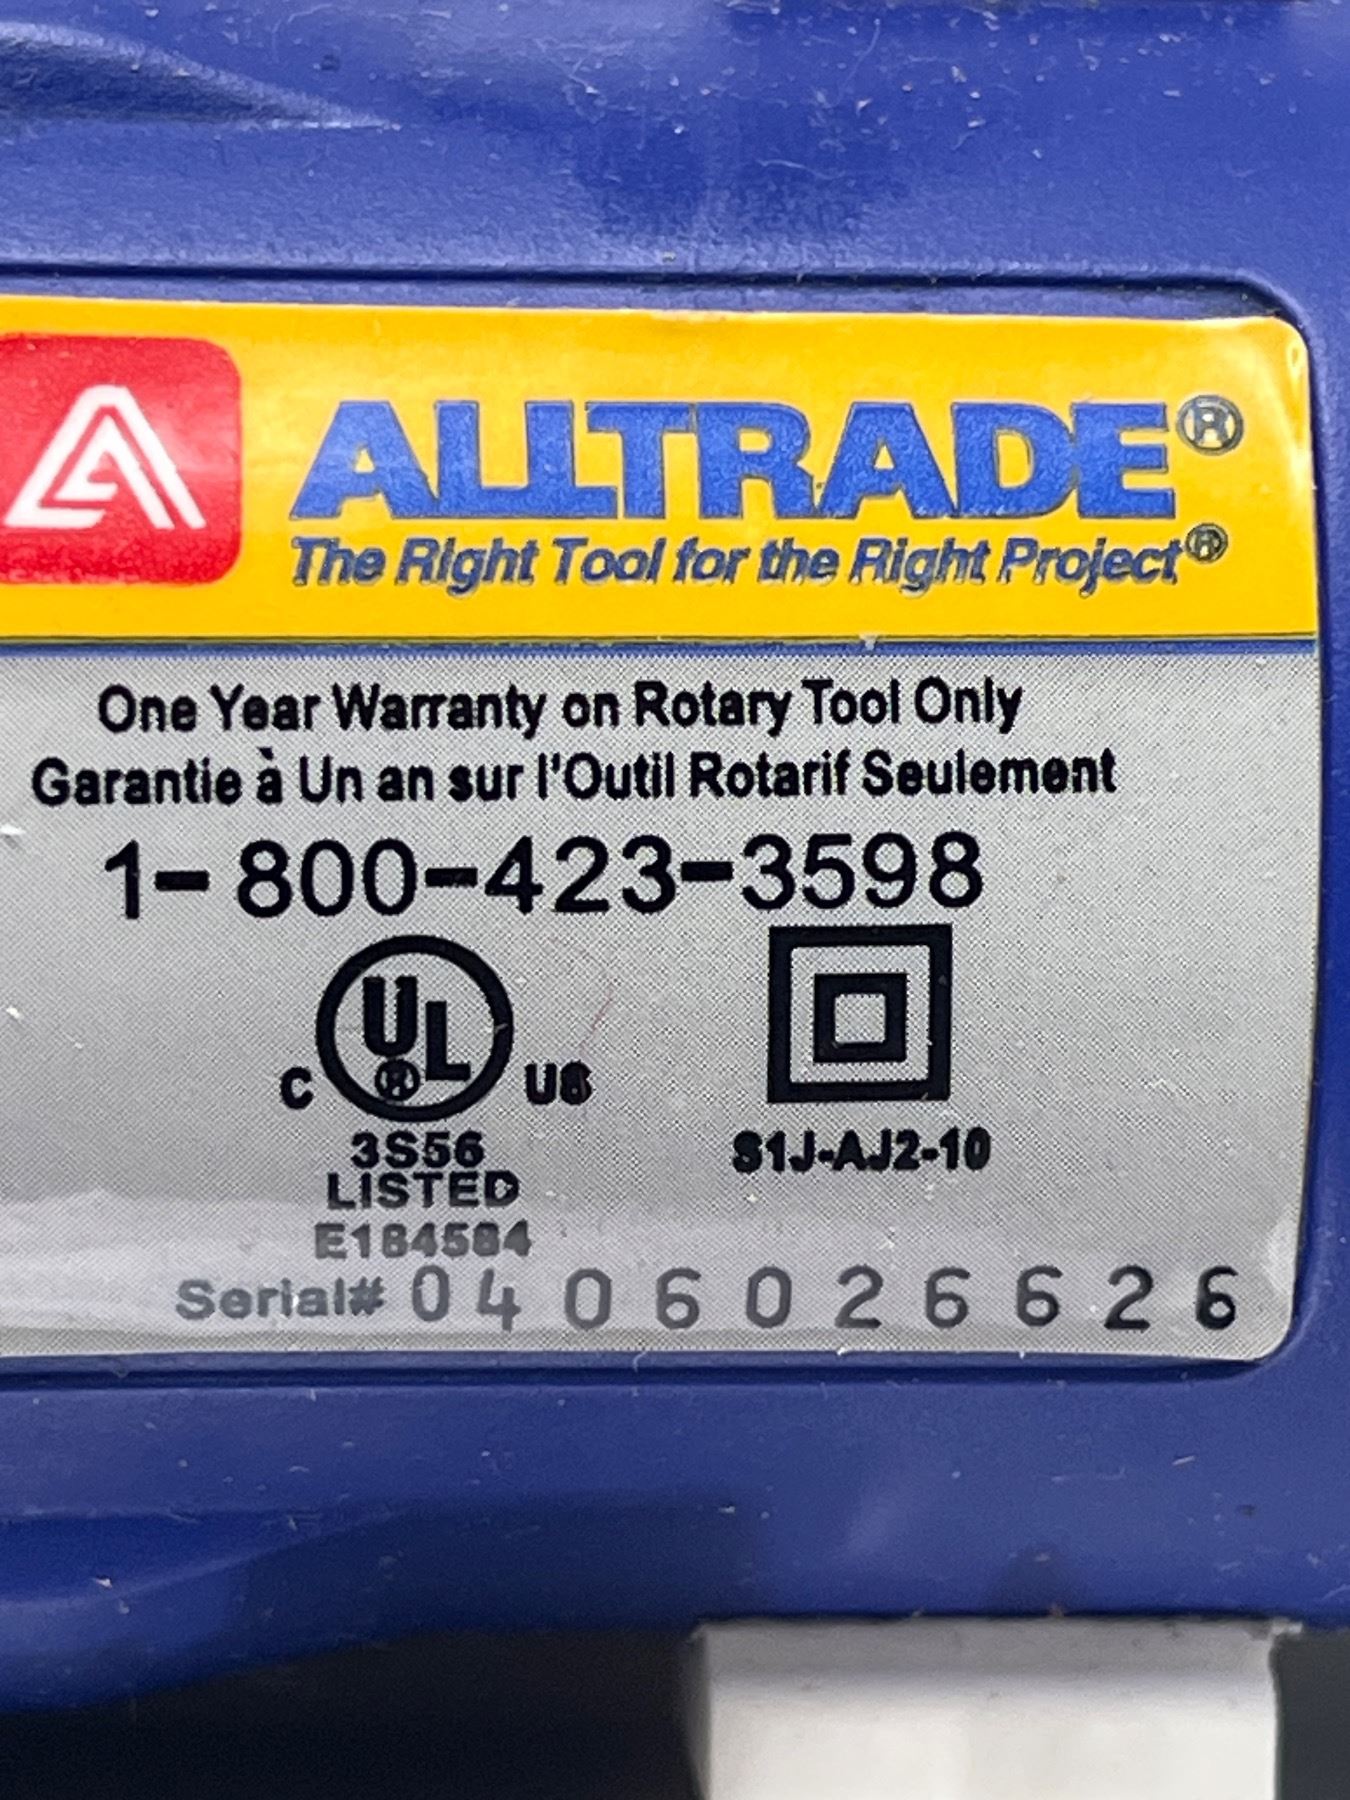 ALLTRADE®
The Right Tool for the Right Project®
One Year Warranty on Rotary Tool Only
Garantie à Un an sur l'Outil Rotarif Seulement
1-800-423-3598
C UL® US
3S56
LISTED
E184584
S1J-AJ2-10
Serial# 0406026626